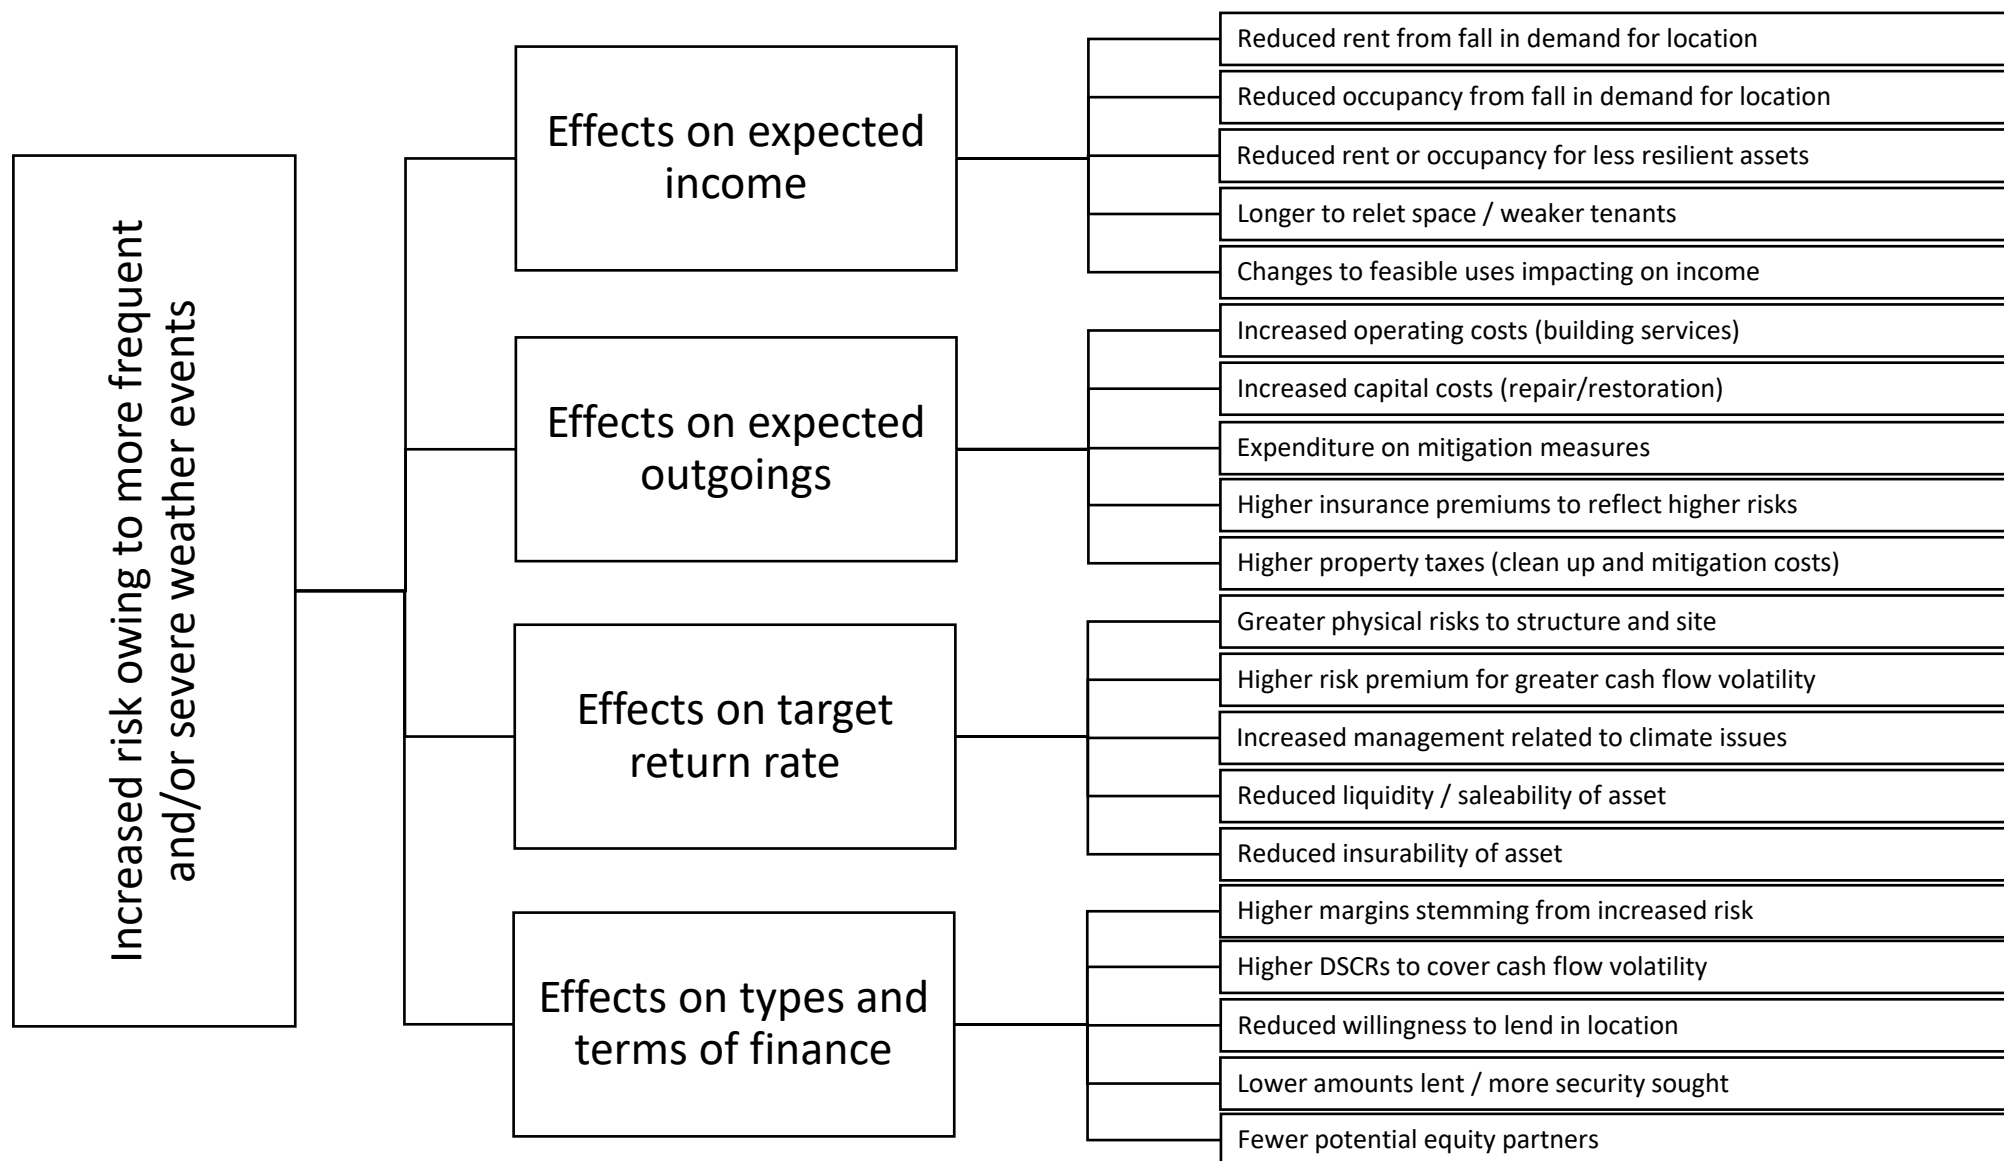 Increased risk owing to more frequent
and/or severe weather events
Effects on expected
income
Reduced rent from fall in demand for location
Reduced occupancy from fall in demand for location
Reduced rent or occupancy for less resilient assets
Longer to relet space / weaker tenants
Changes to feasible uses impacting on income
Effects on expected
outgoings
Increased operating costs (building services)
Increased capital costs (repair/restoration)
Expenditure on mitigation measures
Higher insurance premiums to reflect higher risks
Higher property taxes (clean up and mitigation costs)
Effects on target
return rate
Greater physical risks to structure and site
Higher risk premium for greater cash flow volatility
Increased management related to climate issues
Reduced liquidity / saleability of asset
Reduced insurability of asset
Effects on types and
terms of finance
Higher margins stemming from increased risk
Higher DSCRs to cover cash flow volatility
Reduced willingness to lend in location
Lower amounts lent / more security sought
Fewer potential equity partners